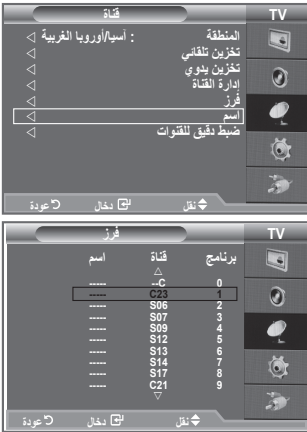 TV
قناة
المنطقة : آسيا/أوروبا الغربية
تخزين تلقائي
تخزين يدوي
إدارة القناة
فرز
اسم
ضبط دقيق للقنوات
نقل دخال عودة
TV
فرز
برنامج قناة اسم
0 C-- -----
1 C23 -----
2 S06 -----
3 S07 -----
4 S09 -----
5 S12 -----
6 S13 -----
7 S14 -----
8 S17 -----
9 C21 -----
نقل دخال عودة